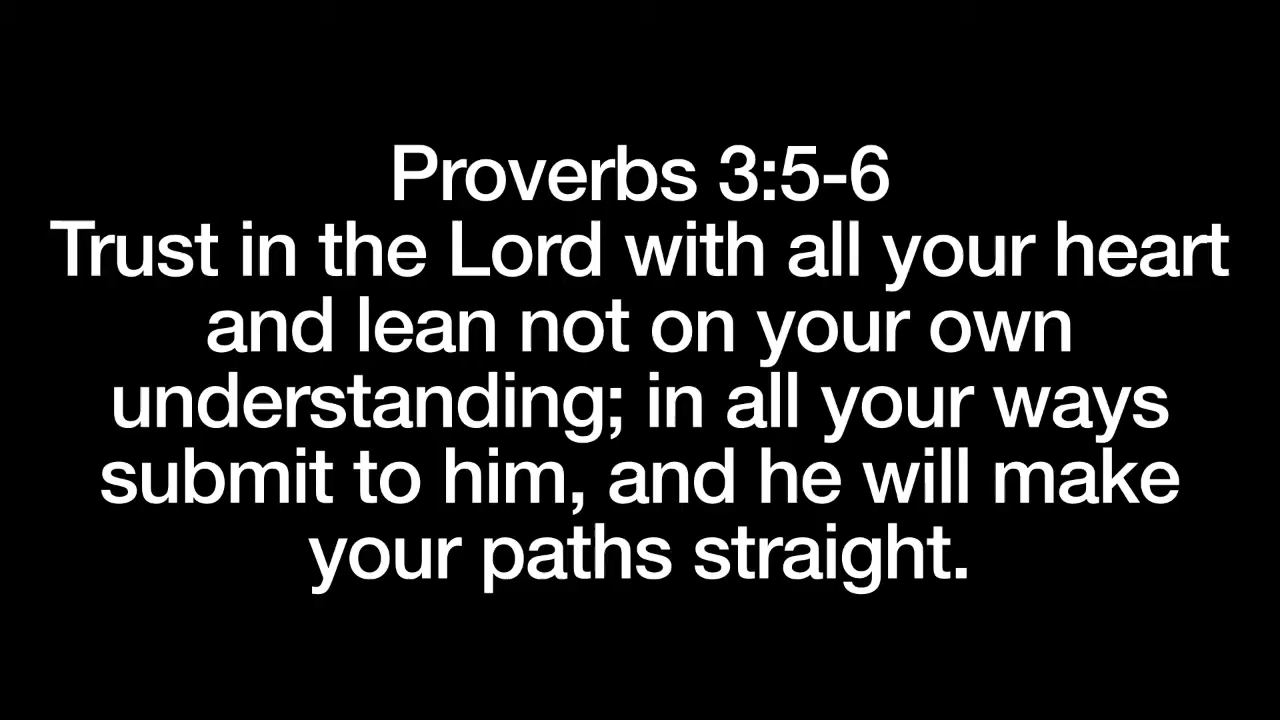 Proverbs 3:5-6
Trust in the Lord with all your heart
and lean not on your own
understanding; in all your ways
submit to him, and he will make
your paths straight.